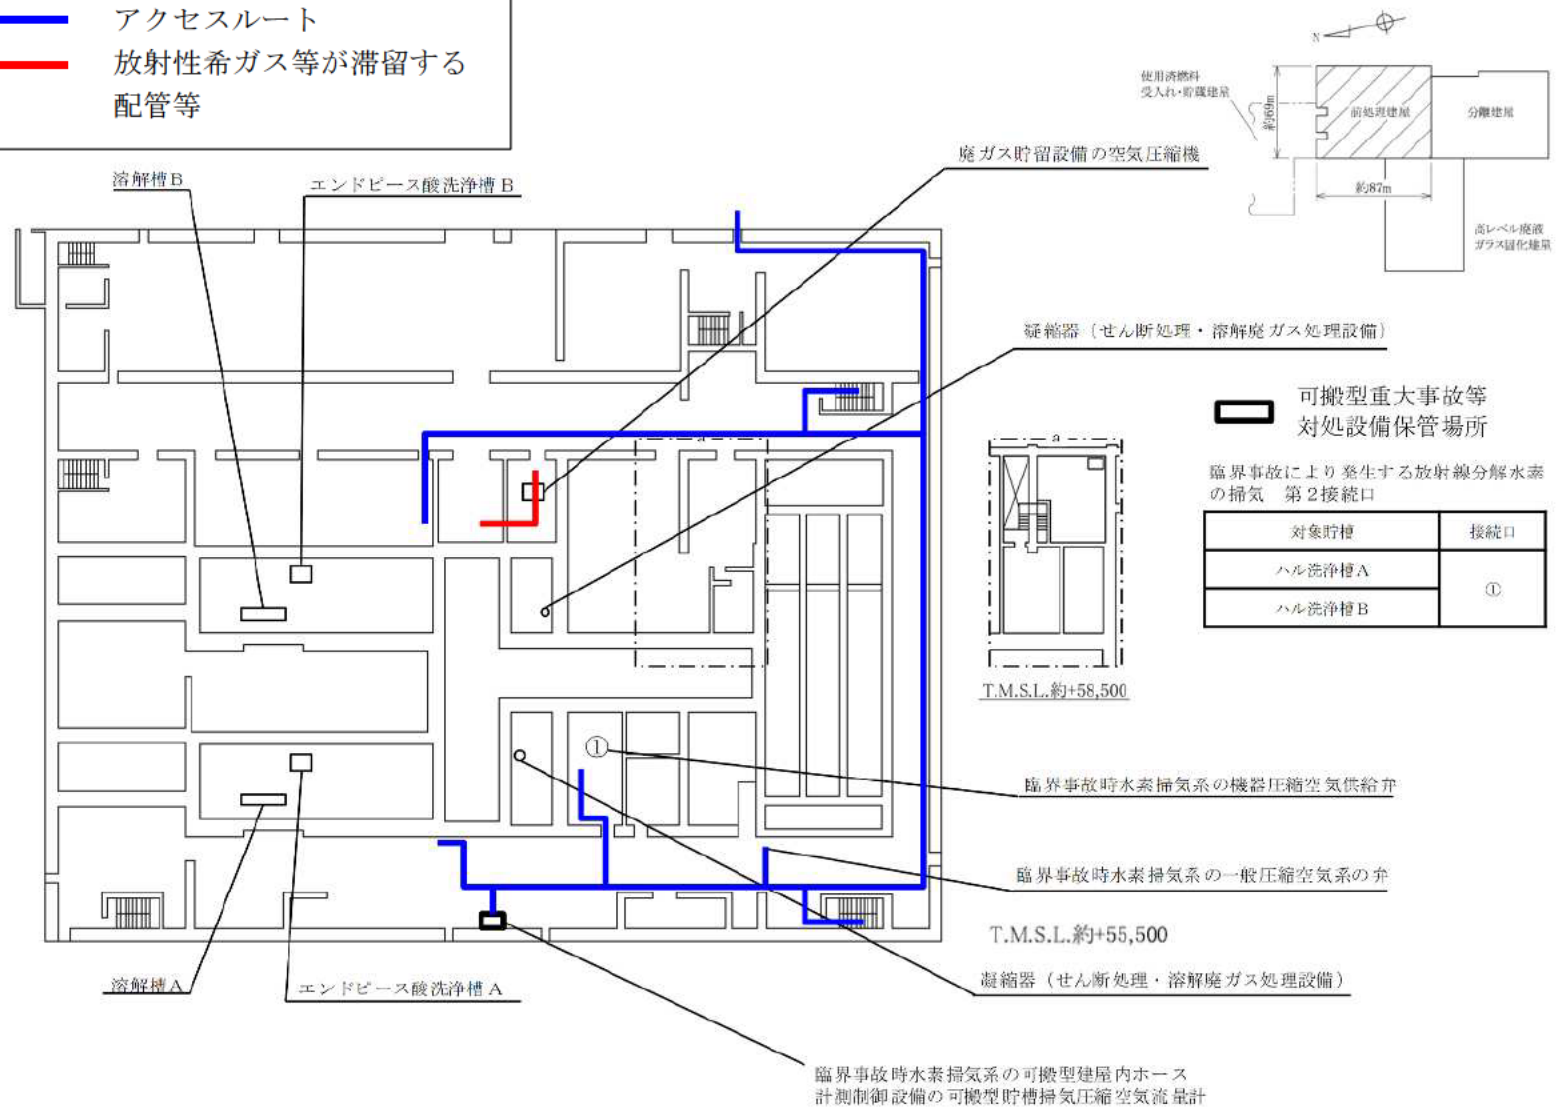 アクセスルート
放射性希ガス等が滞留する
配管等
N
使用済燃料
受入れ・貯蔵建屋
約69m
前処理建屋
分離建屋
約87m
高レベル廃液
ガラス固化建屋
廃ガス貯留設備の空気圧縮機
溶解槽B
エンドピース酸洗浄槽B
凝縮器（せん断処理・溶解廃ガス処理設備）
可搬型重大事故等
対処設備保管場所
a
a
臨界事故により発生する放射線分解水素
の掃気　第2接続口
対象貯槽
接続口
ハル洗浄槽A
①
ハル洗浄槽B
T.M.S.L.約+58,500
①
臨界事故時水素掃気系の機器圧縮空気供給弁
臨界事故時水素掃気系の一般圧縮空気系の弁
T.M.S.L.約+55,500
凝縮器（せん断処理・溶解廃ガス処理設備）
溶解槽A
エンドピース酸洗浄槽A
臨界事故時水素掃気系の可搬型建屋内ホース
計測制御設備の可搬型貯槽掃気圧縮空気流量計